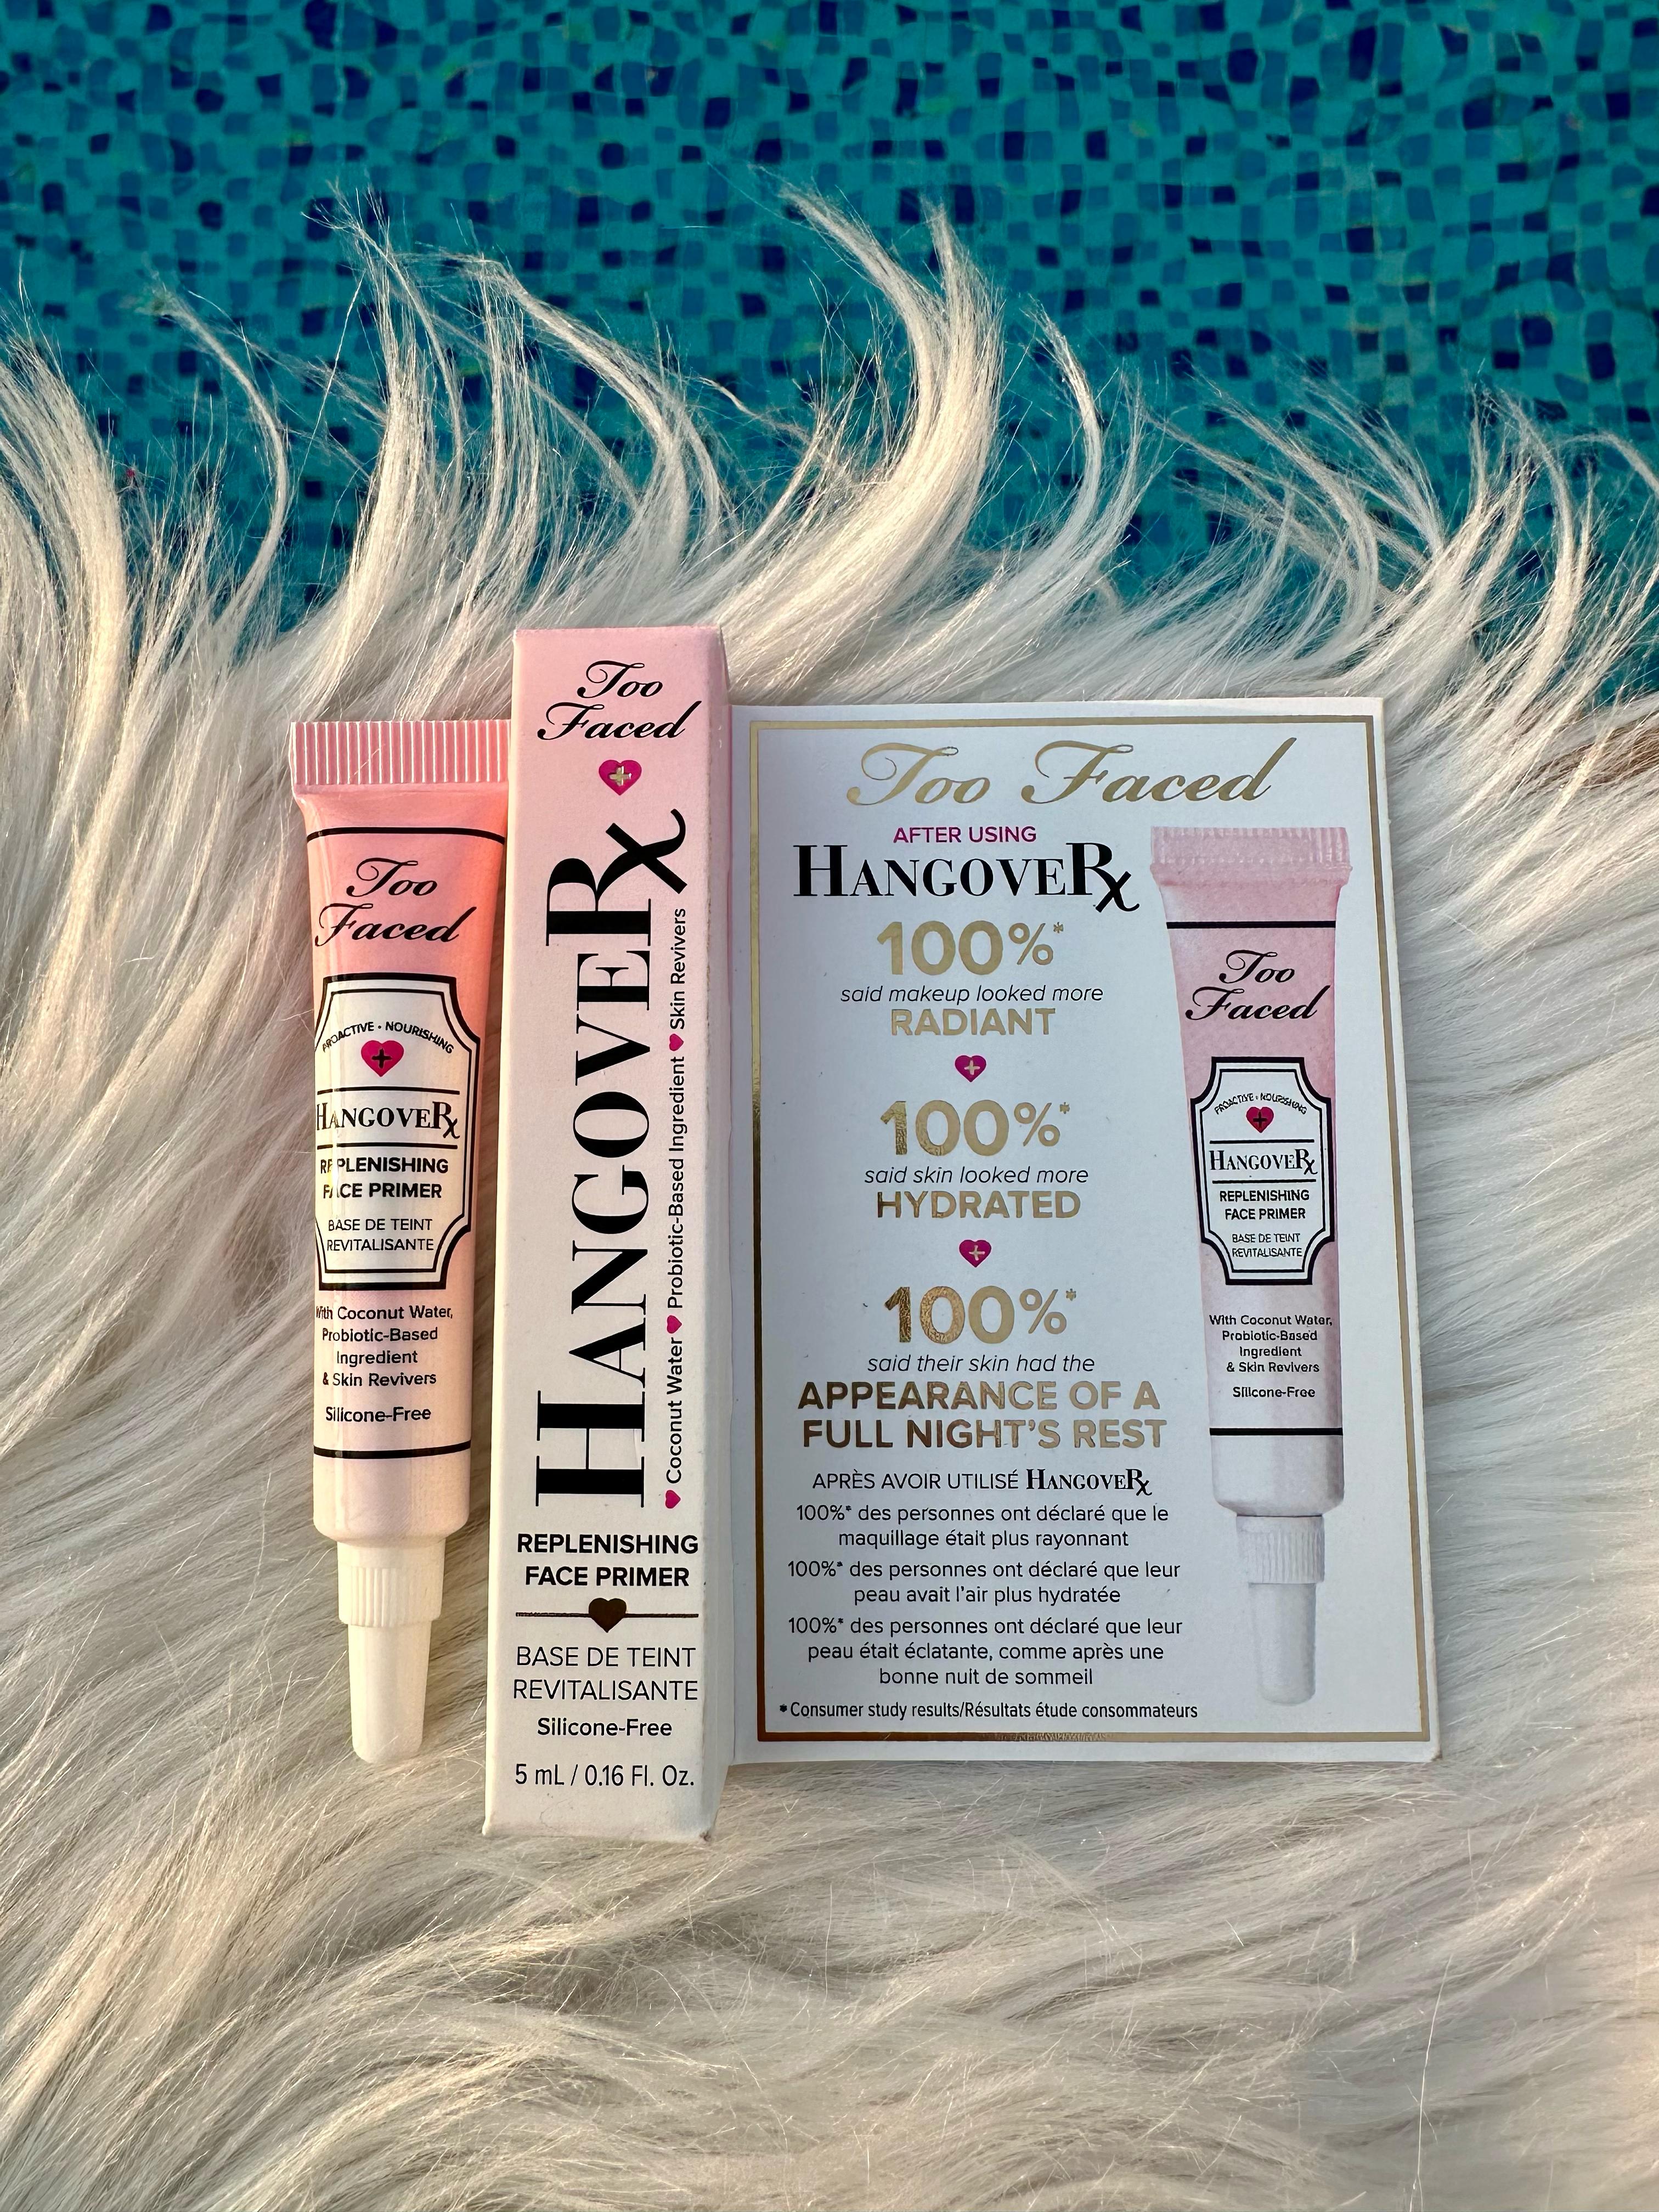 Too
Faced
PROACTIVE • NOURISHING
HANGOVERX
REPLENISHING
FACE PRIMER
BASE DE TEINT
REVITALISANTE
With Coconut Water,
Probiotic-Based
Ingredient
& Skin Revivers
Silicone-Free
Too
Faced
HANGOVERX
Coconut Water ♥ Probiotic-Based Ingredient ♥ Skin Revivers
REPLENISHING
FACE PRIMER
BASE DE TEINT
REVITALISANTE
Silicone-Free
5 mL / 0.16 Fl. Oz.
Too Faced
AFTER USING
HANGOVERX
100%*
said makeup looked more
RADIANT
100%*
said skin looked more
HYDRATED
100%*
said their skin had the
APPEARANCE OF A
FULL NIGHT'S REST
APRÈS AVOIR UTILISÉ HANGOVERX
100%* des personnes ont déclaré que le
maquillage était plus rayonnant
100%* des personnes ont déclaré que leur
peau avait l'air plus hydratée
100%* des personnes ont déclaré que leur
peau était éclatante, comme après une
bonne nuit de sommeil
*Consumer study results/Résultats étude consommateurs
Too
Faced
PROACTIVE • NOURISHING
HANGOVERX
REPLENISHING
FACE PRIMER
BASE DE TEINT
REVITALISANTE
With Coconut Water,
Probiotic-Based
Ingredient
& Skin Revivers
Silicone-Free